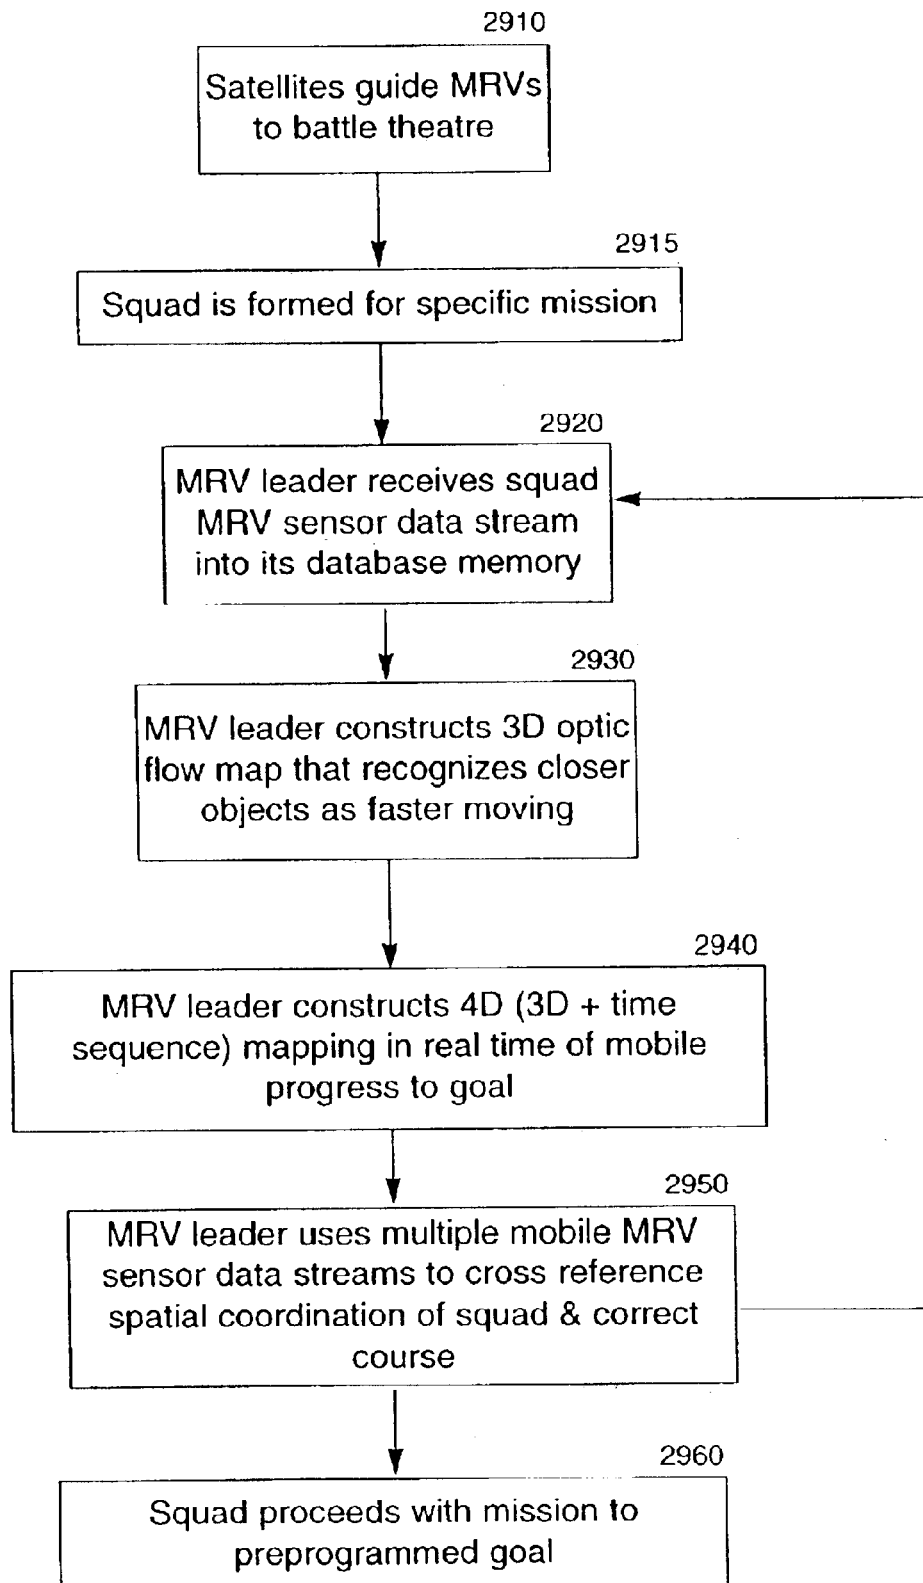 2910
Satellites guide MRVs
to battle theatre
2915
Squad is formed for specific mission
2920
MRV leader receives squad
MRV sensor data stream
into its database memory
2930
MRV leader constructs 3D optic
flow map that recognizes closer
objects as faster moving
2940
MRV leader constructs 4D (3D + time
sequence) mapping in real time of mobile
progress to goal
2950
MRV leader uses multiple mobile MRV
sensor data streams to cross reference
spatial coordination of squad & correct
course
2960
Squad proceeds with mission to
preprogrammed goal